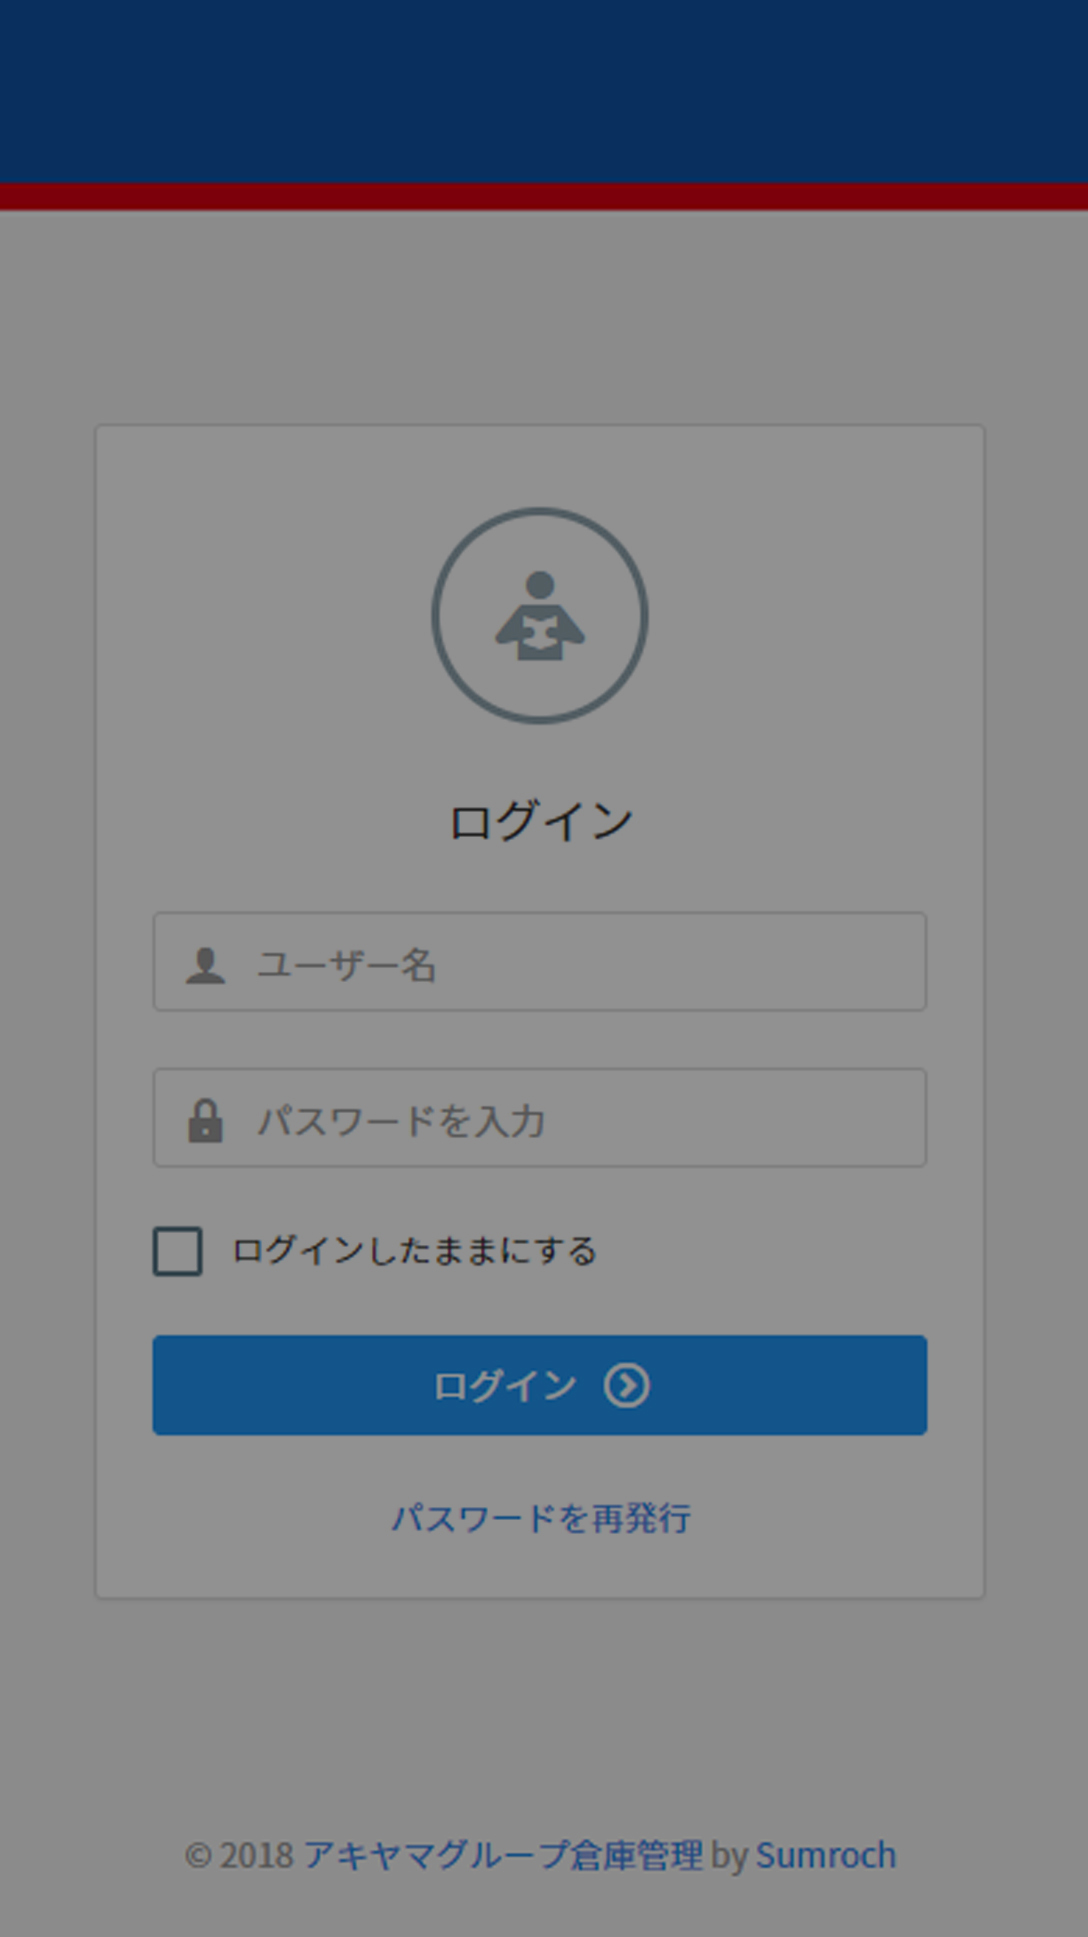 ログイン
ユーザー名
パスワードを入力
ログインしたままにする
ログイン
パスワードを再発行
© 2018 アキヤマグループ倉庫管理 by Sumroch